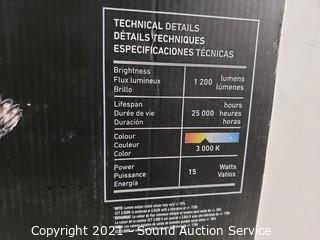 TECHNICAL DETAILS
DÉTAILS TECHNIQUES
ESPECIFICACIONES TÉCNICAS
Brightness
Flux lumineux
Brillo
1 200
lumens
lúmenes
Lifespan
Durée de vie
Duración
25 000
hours
heures
horas
Colour
Couleur
Color
3 000 K
Power
Puissance
Energía
15
Watts
Vatios
Copyright 2021 - Sound Auction Service